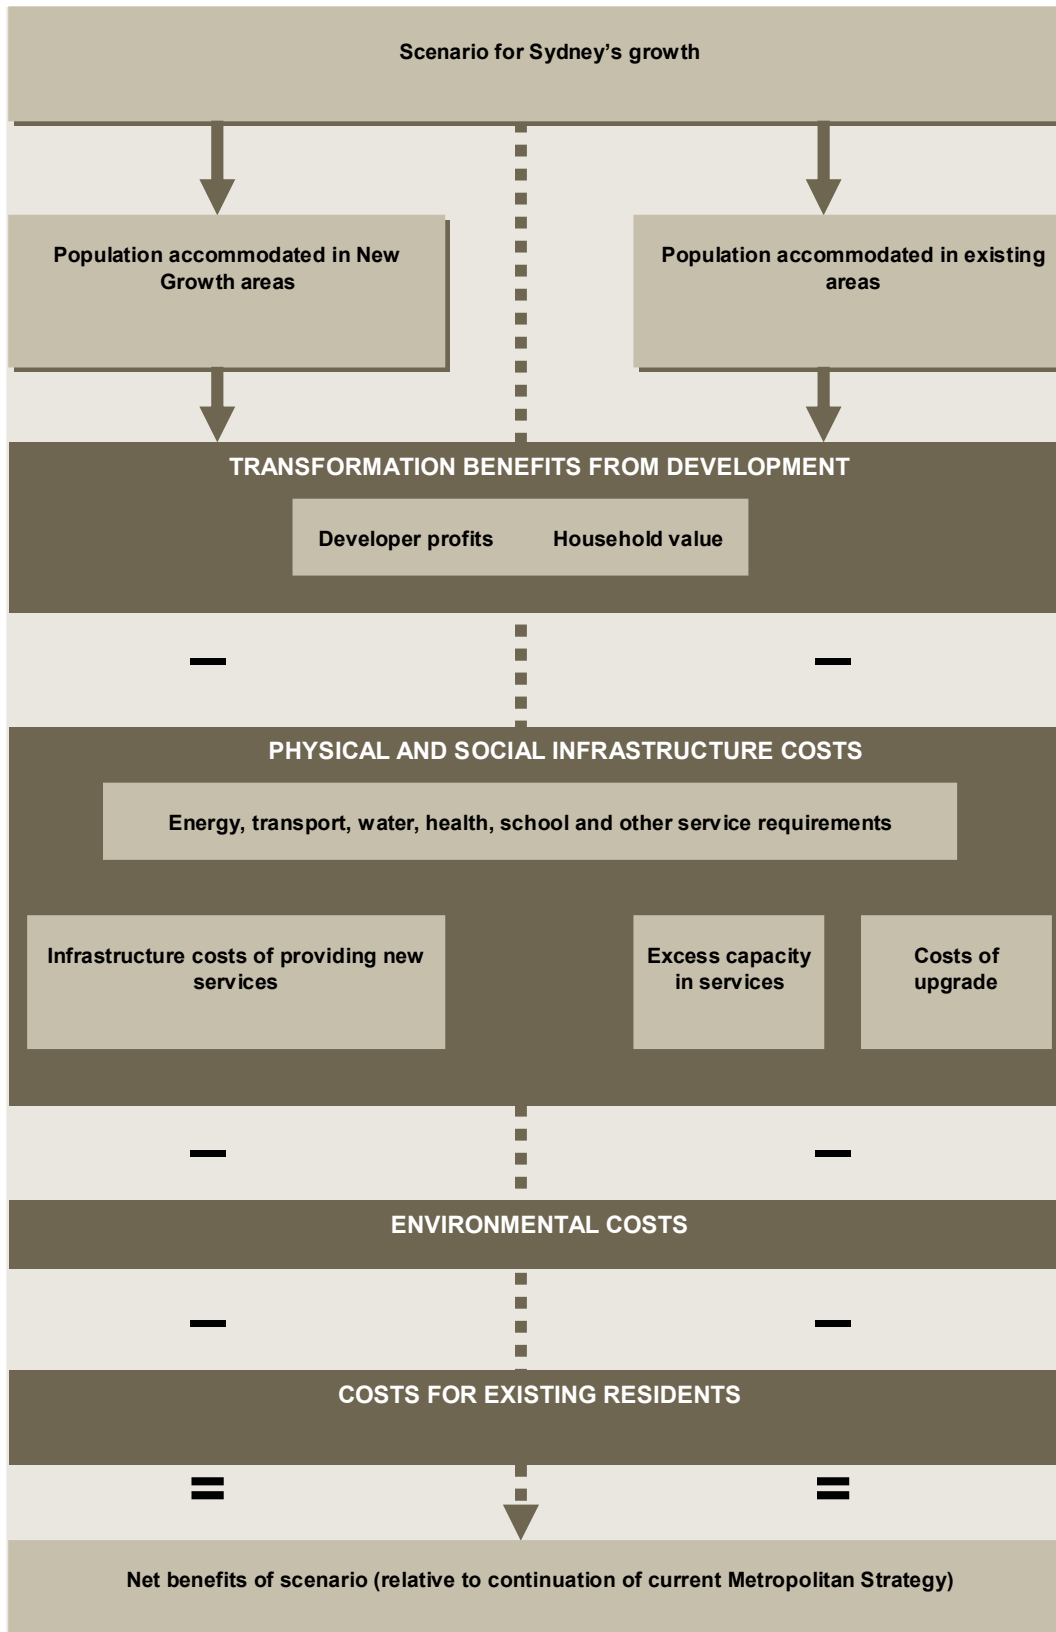 Scenario for Sydney’s growth
Population accommodated in New
Growth areas
Population accommodated in existing
areas
TRANSFORMATION BENEFITS FROM DEVELOPMENT
Developer profits Household value
–
–
PHYSICAL AND SOCIAL INFRASTRUCTURE COSTS
Energy, transport, water, health, school and other service requirements
Infrastructure costs of providing new
services
Excess capacity
in services
Costs of
upgrade
–
–
ENVIRONMENTAL COSTS
–
–
COSTS FOR EXISTING RESIDENTS
=
=
Net benefits of scenario (relative to continuation of current Metropolitan Strategy)